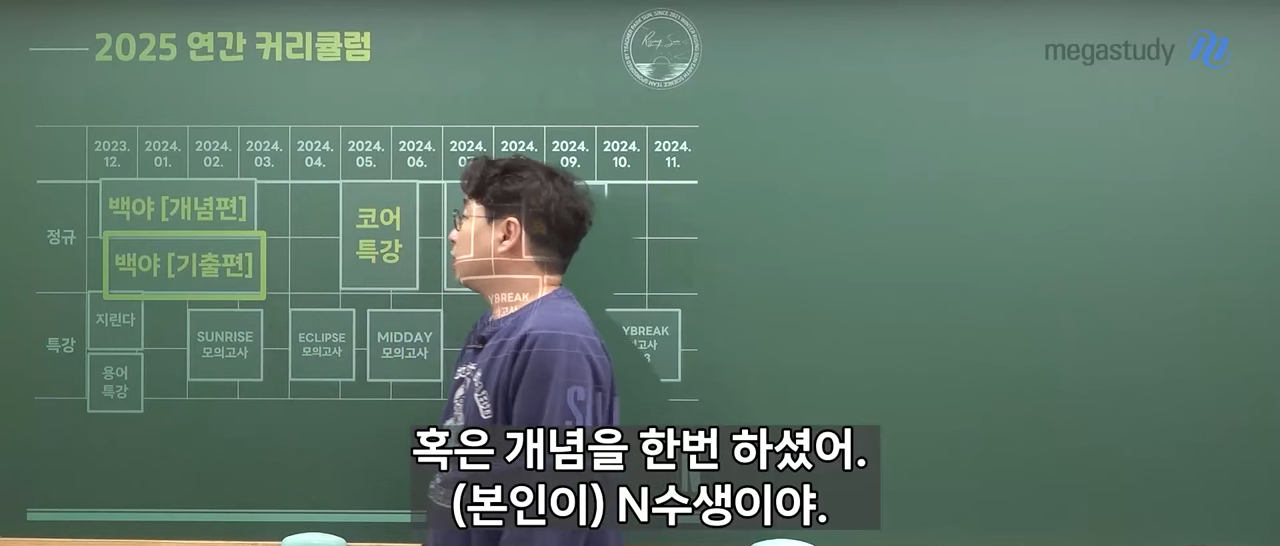 2025 연간 커리큘럼
megastudy
2023. 12.
2024. 01.
2024. 02.
2024. 03.
2024. 04.
2024. 05.
2024. 06.
2024.
2024.
2024. 09.
2024. 10.
2024. 11.
정규
백야 [개념편]
백야 [기출편]
코어
특강
특강
지린다
용어
특강
SUNRISE
모의고사
ECLIPSE
모의고사
MIDDAY
모의고사
YBREAK
YBREAK
혹은 개념을 한번 하셨어.
(본인이) N수생이야.